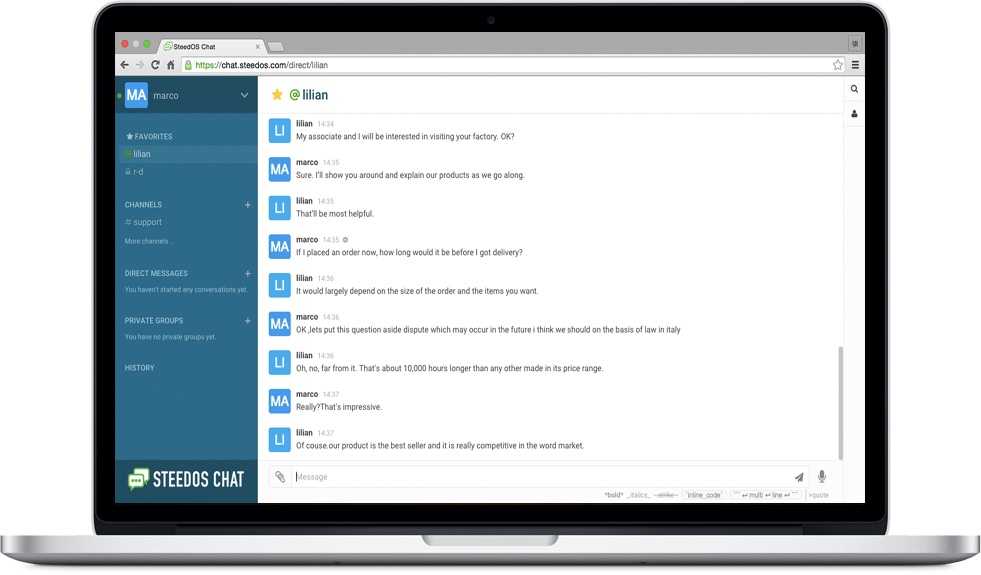 SteedOS Chat
https://chat.steedos.com/direct/lilian
MA marco
FAVORITES
@ lilian
r-d
CHANNELS +
# support
More channels ..
DIRECT MESSAGES +
You haven't started any conversations yet.
PRIVATE GROUPS +
You have no private groups yet.
HISTORY
STEEDOS CHAT
@lilian
LI lilian 14:34
My associate and I will be interested in visiting your factory. OK?
MA marco 14:35
Sure. I'll show you around and explain our products as we go along.
LI lilian 14:35
That'll be most helpful.
MA marco 14:35
If I placed an order now, how long would it be before I got delivery?
LI lilian 14:36
It would largely depend on the size of the order and the items you want.
MA marco 14:36
OK ,lets put this question aside dispute which may occur in the future i think we should on the basis of law in italy
LI lilian 14:36
Oh, no, far from it. That's about 10,000 hours longer than any other made in its price range.
MA marco 14:37
Really?That's impressive.
LI lilian 14:37
Of couse.our product is the best seller and it is really competitive in the word market.
Message
*bold* _italics_ ~strike~ `inline_code` ``` ↵ multi ↵ line ↵ ``` >quote